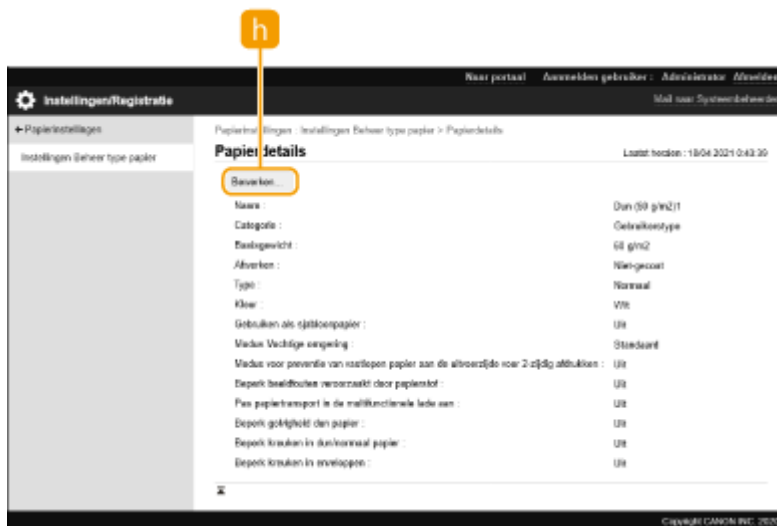 h
Naar portaal Aanmelden gebruiker : Administrator Afmelden
Instellingen/Registratie
Mail naar Systeembeheerder
Papierinstellingen
Papierinstellingen : Instellingen Beheer type papier > Papierdetails
Instellingen Beheer type papier
Papierdetails
Laatst herzien : 18/04 2021 0:43:39
Bewerken...
Naam : Dun (60 g/m2)1
Categorie : Gebruikerstype
Basisgewicht : 60 g/m2
Afwerken : Niet-gecoat
Type : Normaal
Kleur : Wit
Gebruiken als sjabloonpapier : Uit
Modus Vochtige omgeving : Standaard
Modus voor preventie van vastlopen papier aan de uitvoerzijde voor 2-zijdig afdrukken : Uit
Beperk beeldfouten veroorzaakt door papierstof : Uit
Pas papiertransport in de multifunctionele lade aan : Uit
Beperk golvigheid dun papier : Uit
Beperk kreuken in dun/normaal papier : Uit
Beperk kreuken in enveloppen : Uit
Copyright CANON INC.